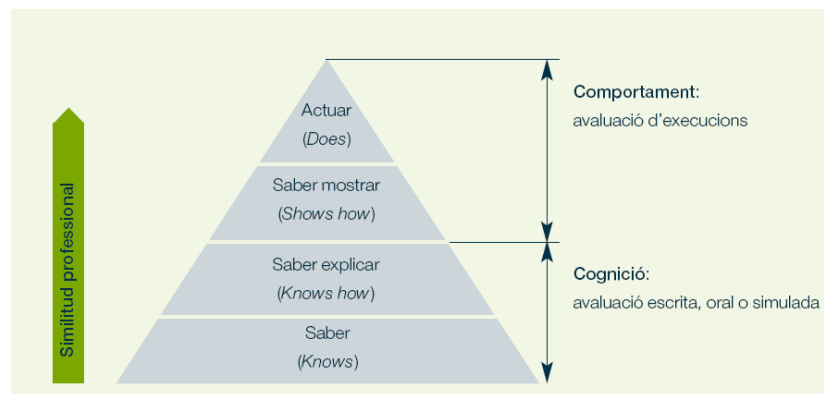 Similitud professional
Actuar
(Does)
Saber mostrar
(Shows how)
Saber explicar
(Knows how)
Saber
(Knows)
Comportament:
avaluació d’execucions
Cognició:
avaluació escrita, oral o simulada